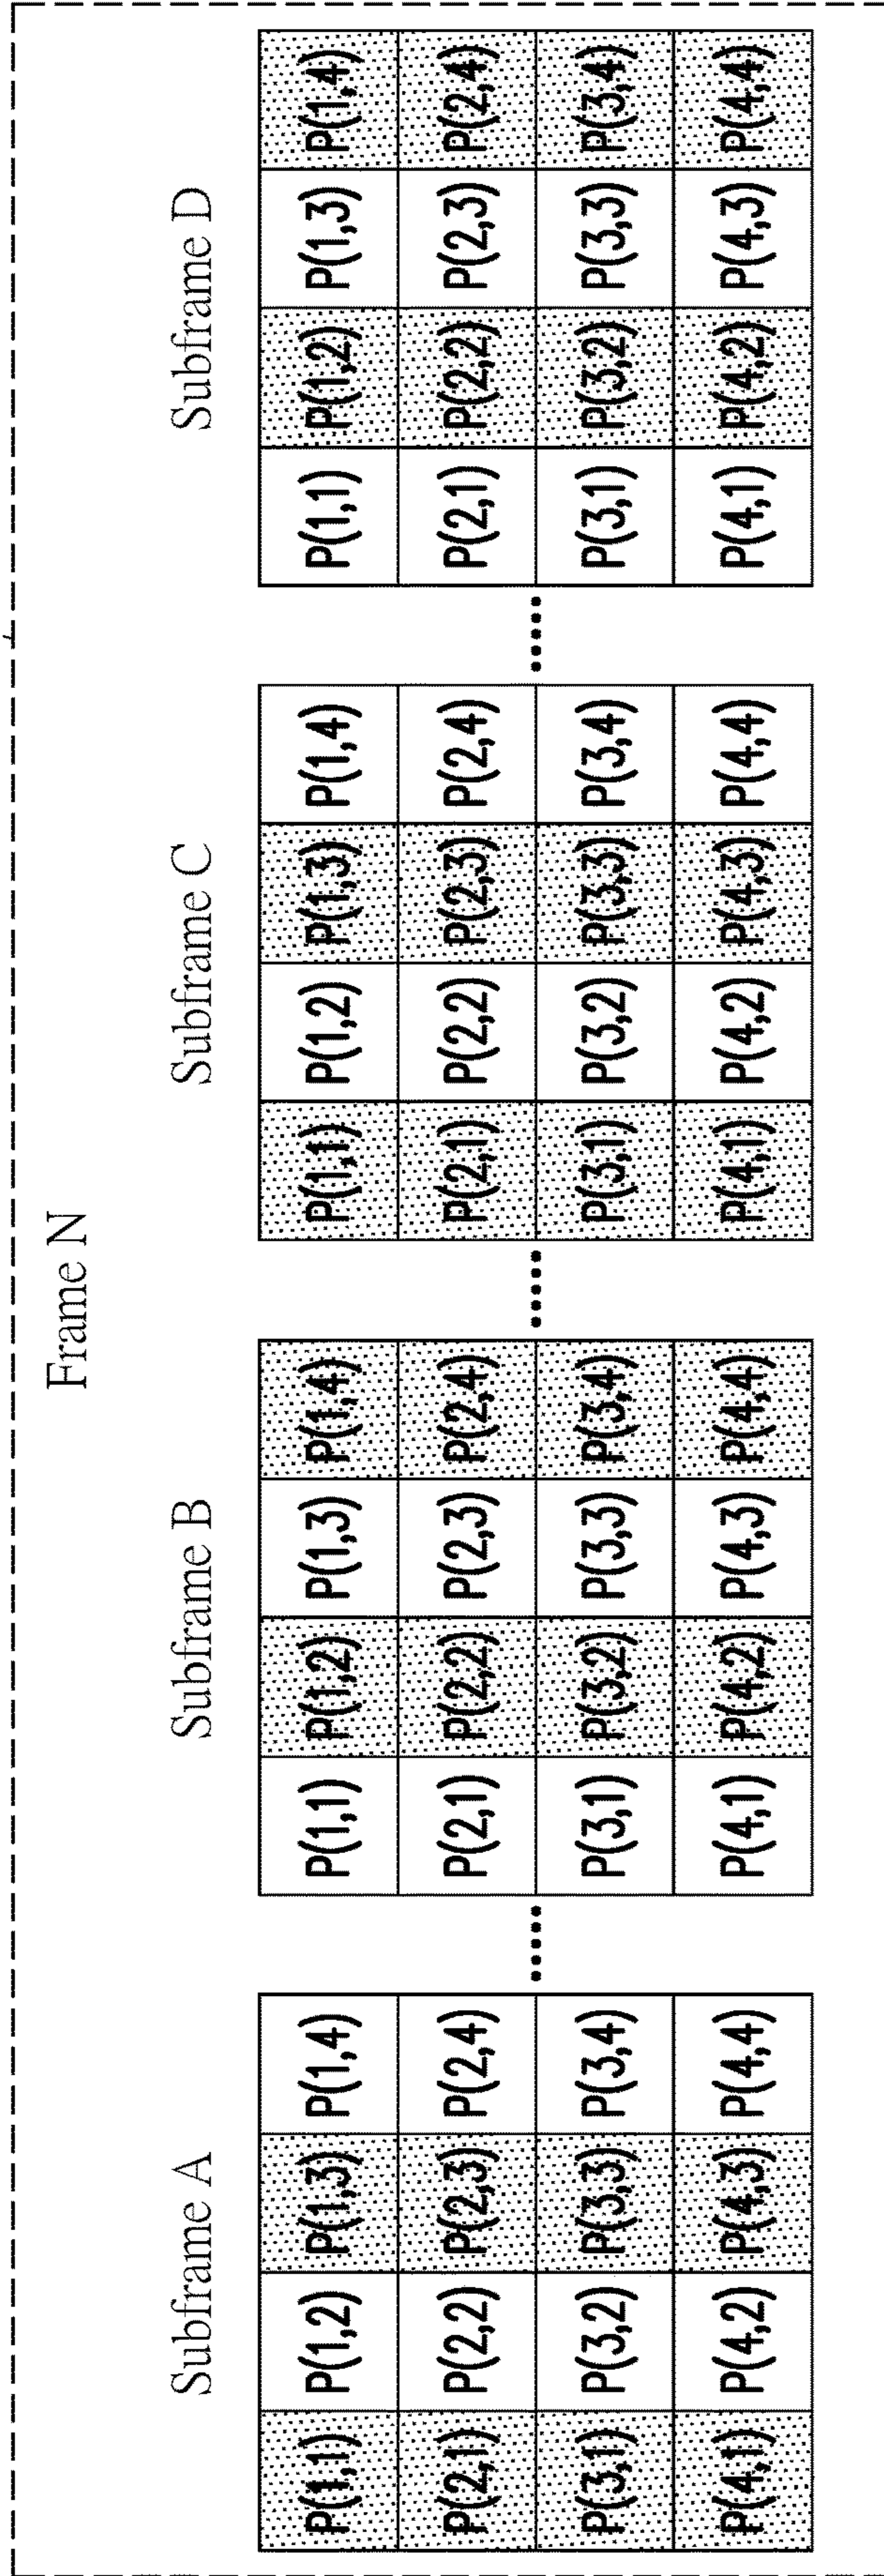 Frame N
Subframe A
P(1,1) P(1,2) P(1,3) P(1,4)
P(2,1) P(2,2) P(2,3) P(2,4)
P(3,1) P(3,2) P(3,3) P(3,4)
P(4,1) P(4,2) P(4,3) P(4,4)
Subframe B
P(1,1) P(1,2) P(1,3) P(1,4)
P(2,1) P(2,2) P(2,3) P(2,4)
P(3,1) P(3,2) P(3,3) P(3,4)
P(4,1) P(4,2) P(4,3) P(4,4)
Subframe C
P(1,1) P(1,2) P(1,3) P(1,4)
P(2,1) P(2,2) P(2,3) P(2,4)
P(3,1) P(3,2) P(3,3) P(3,4)
P(4,1) P(4,2) P(4,3) P(4,4)
Subframe D
P(1,1) P(1,2) P(1,3) P(1,4)
P(2,1) P(2,2) P(2,3) P(2,4)
P(3,1) P(3,2) P(3,3) P(3,4)
P(4,1) P(4,2) P(4,3) P(4,4)